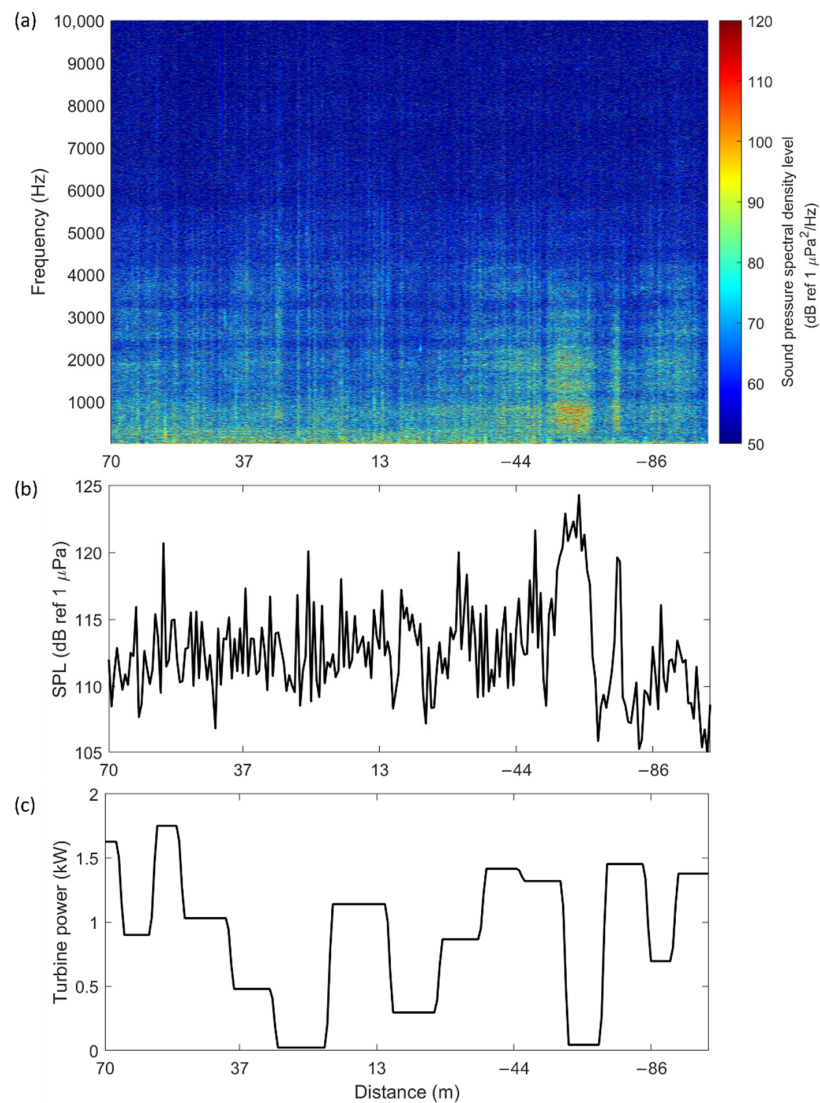 (a)
10,000
9000
8000
7000
6000
5000
4000
3000
2000
1000
Frequency (Hz)
70 37 13 −44 −86
120
110
100
90
80
70
60
50
Sound pressure spectral density level
(dB ref 1 μPa²/Hz)
(b)
125
120
115
110
105
SPL (dB ref 1 μPa)
70 37 13 −44 −86
(c)
2
1.5
1
0.5
0
Turbine power (kW)
70 37 13 −44 −86
Distance (m)